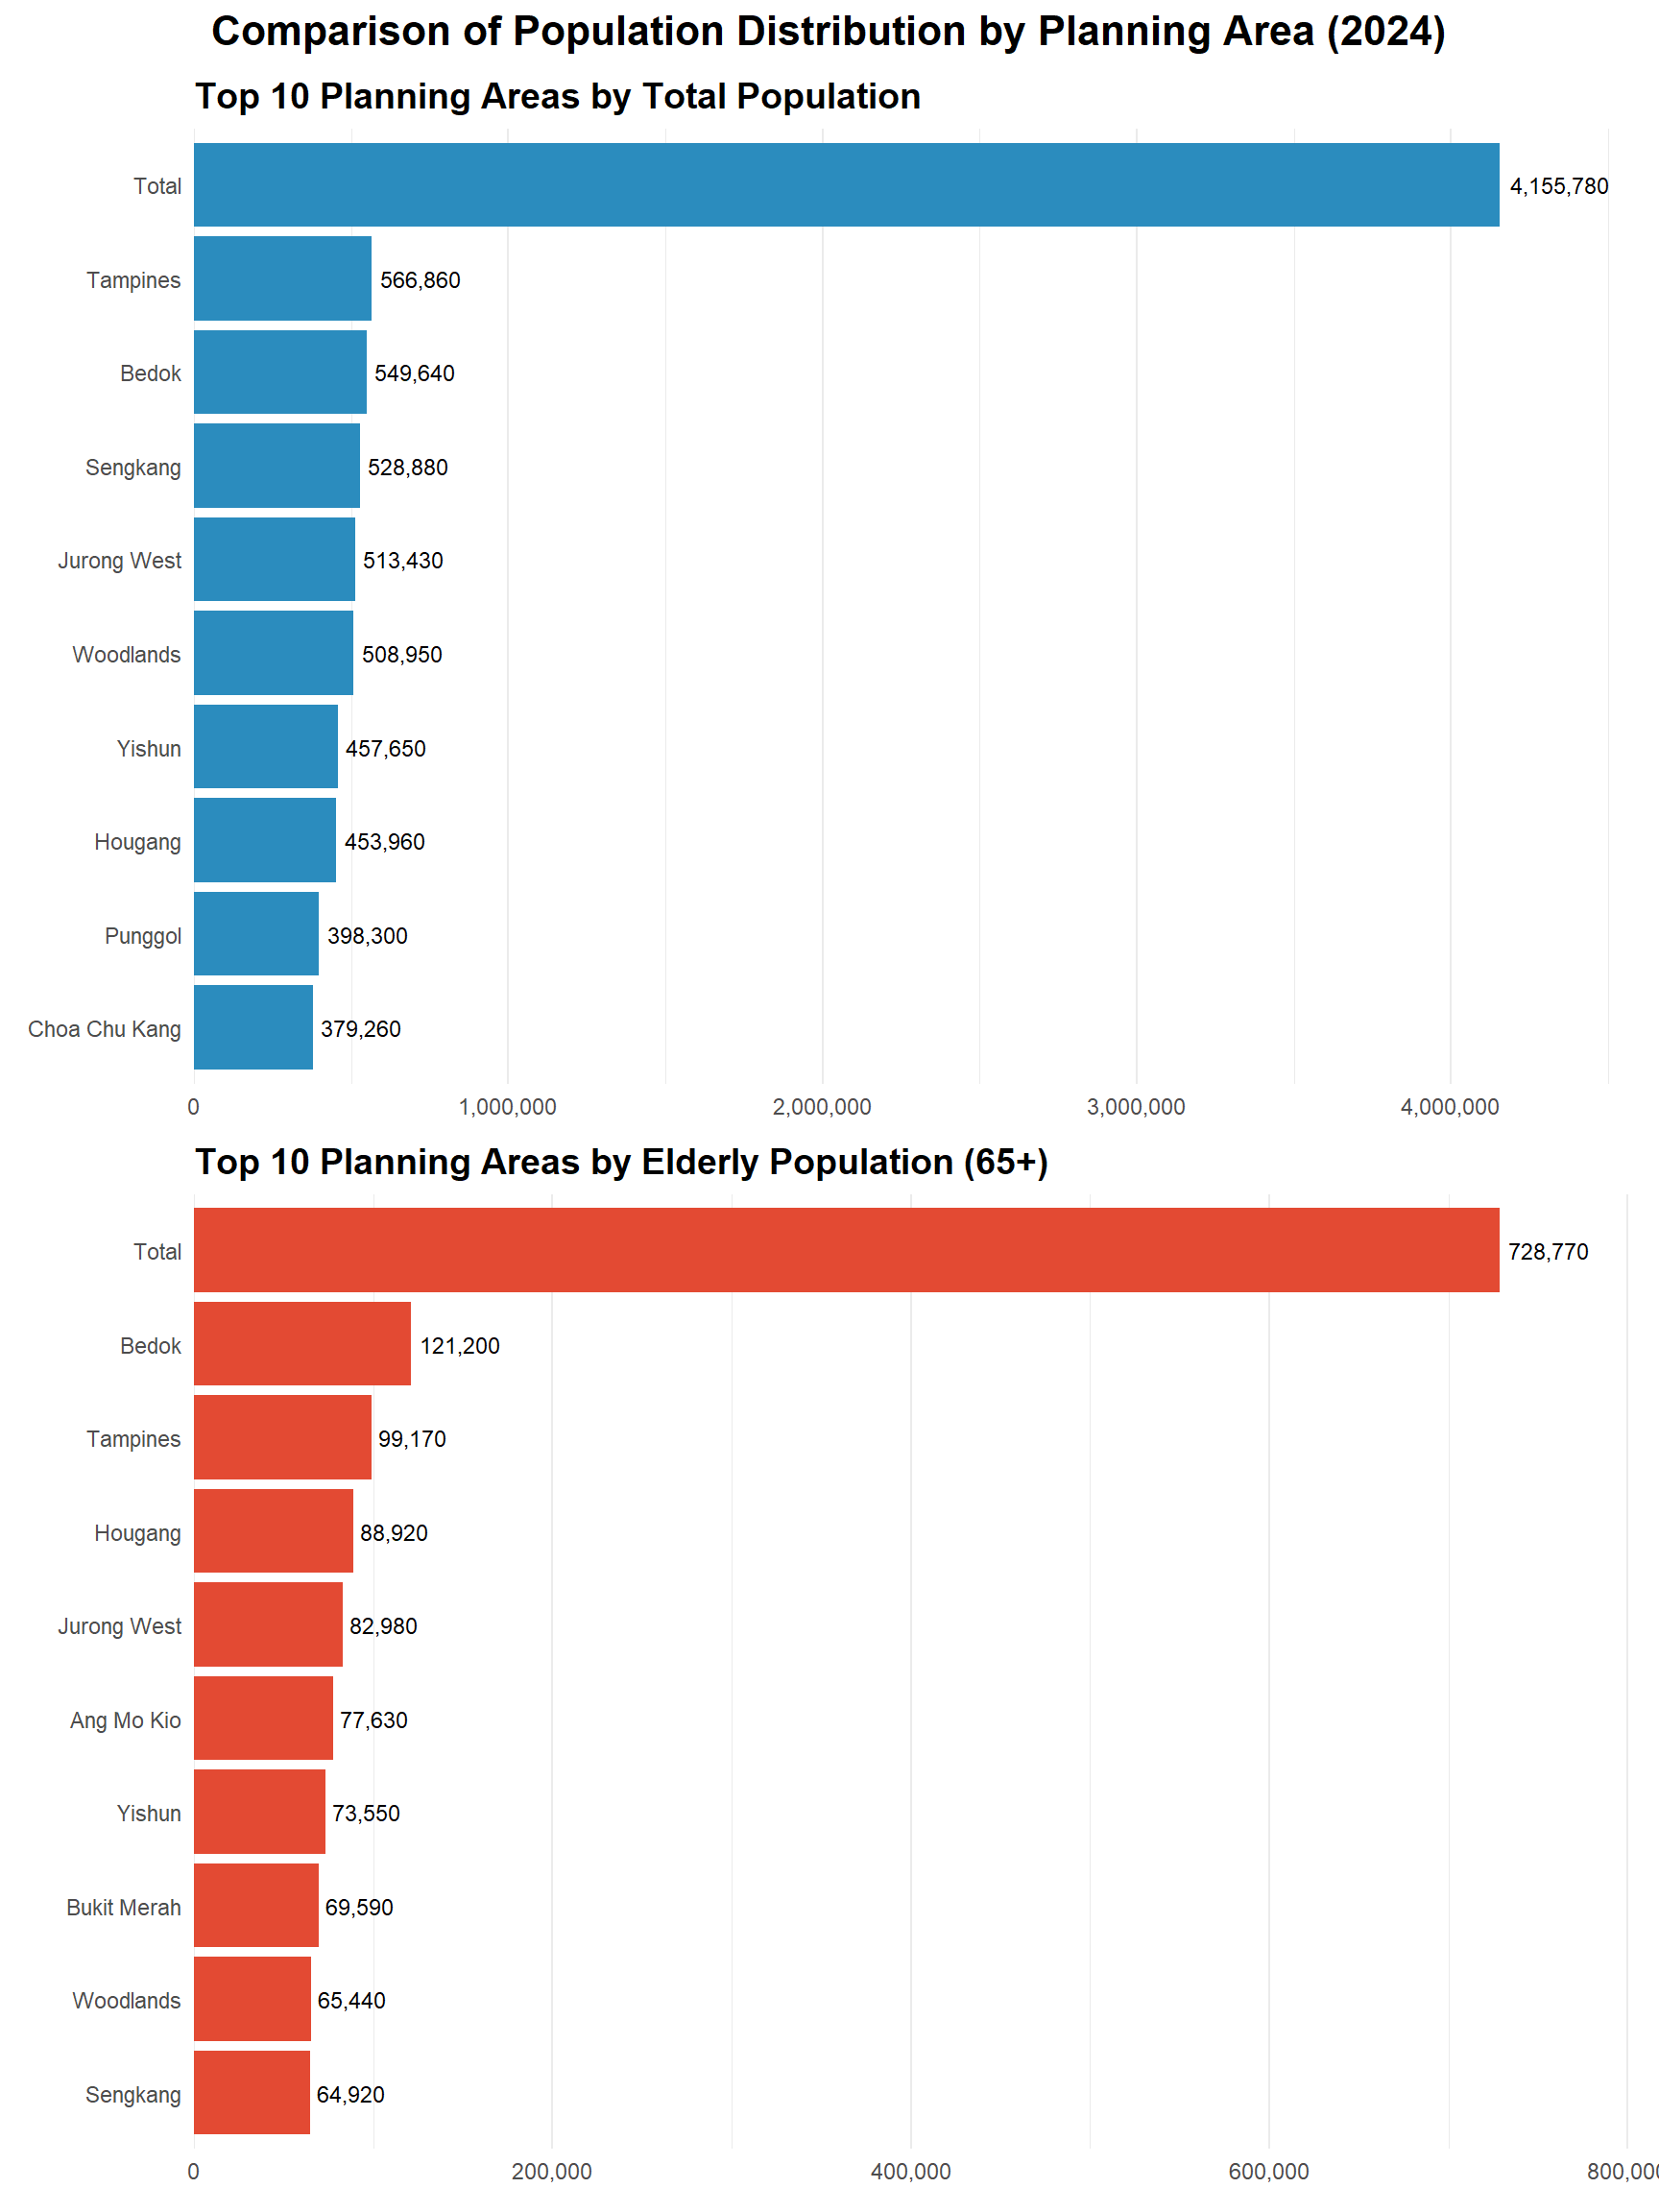 Comparison of Population Distribution by Planning Area (2024)
Top 10 Planning Areas by Total Population
Total 4,155,780
Tampines 566,860
Bedok 549,640
Sengkang 528,880
Jurong West 513,430
Woodlands 508,950
Yishun 457,650
Hougang 453,960
Punggol 398,300
Choa Chu Kang 379,260
0 1,000,000 2,000,000 3,000,000 4,000,000
Top 10 Planning Areas by Elderly Population (65+)
Total 728,770
Bedok 121,200
Tampines 99,170
Hougang 88,920
Jurong West 82,980
Ang Mo Kio 77,630
Yishun 73,550
Bukit Merah 69,590
Woodlands 65,440
Sengkang 64,920
0 200,000 400,000 600,000